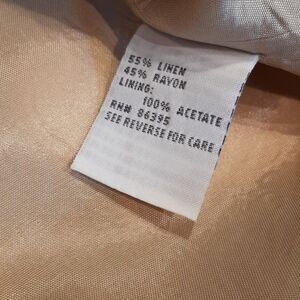 55% LINEN
45% RAYON
LINING:
100% ACETATE
RN# 86395
SEE REVERSE FOR CARE